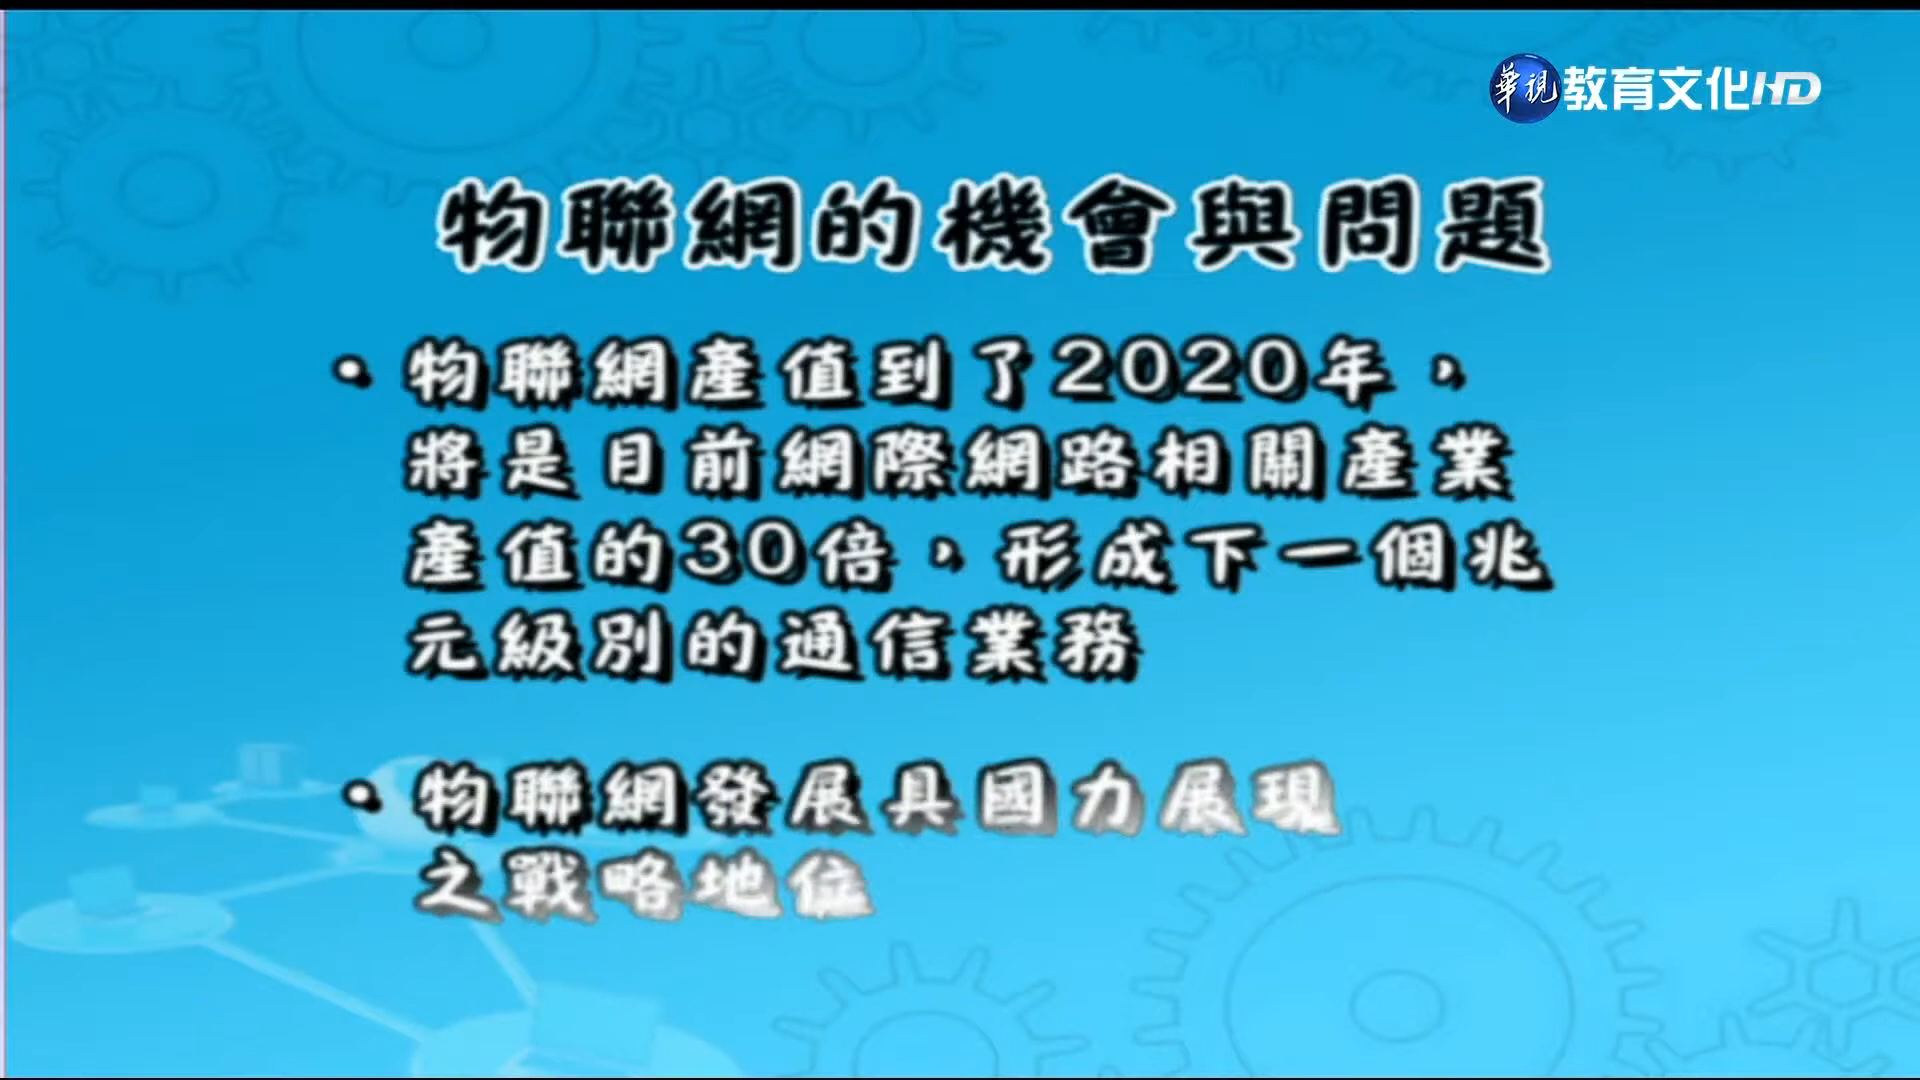 華視 教育文化HD
物聯網的機會與問題
• 物聯網產值到了2020年，
將是目前網際網路相關產業
產值的30倍，形成下一個兆
元級別的通信業務
• 物聯網發展具國力展現
之戰略地位